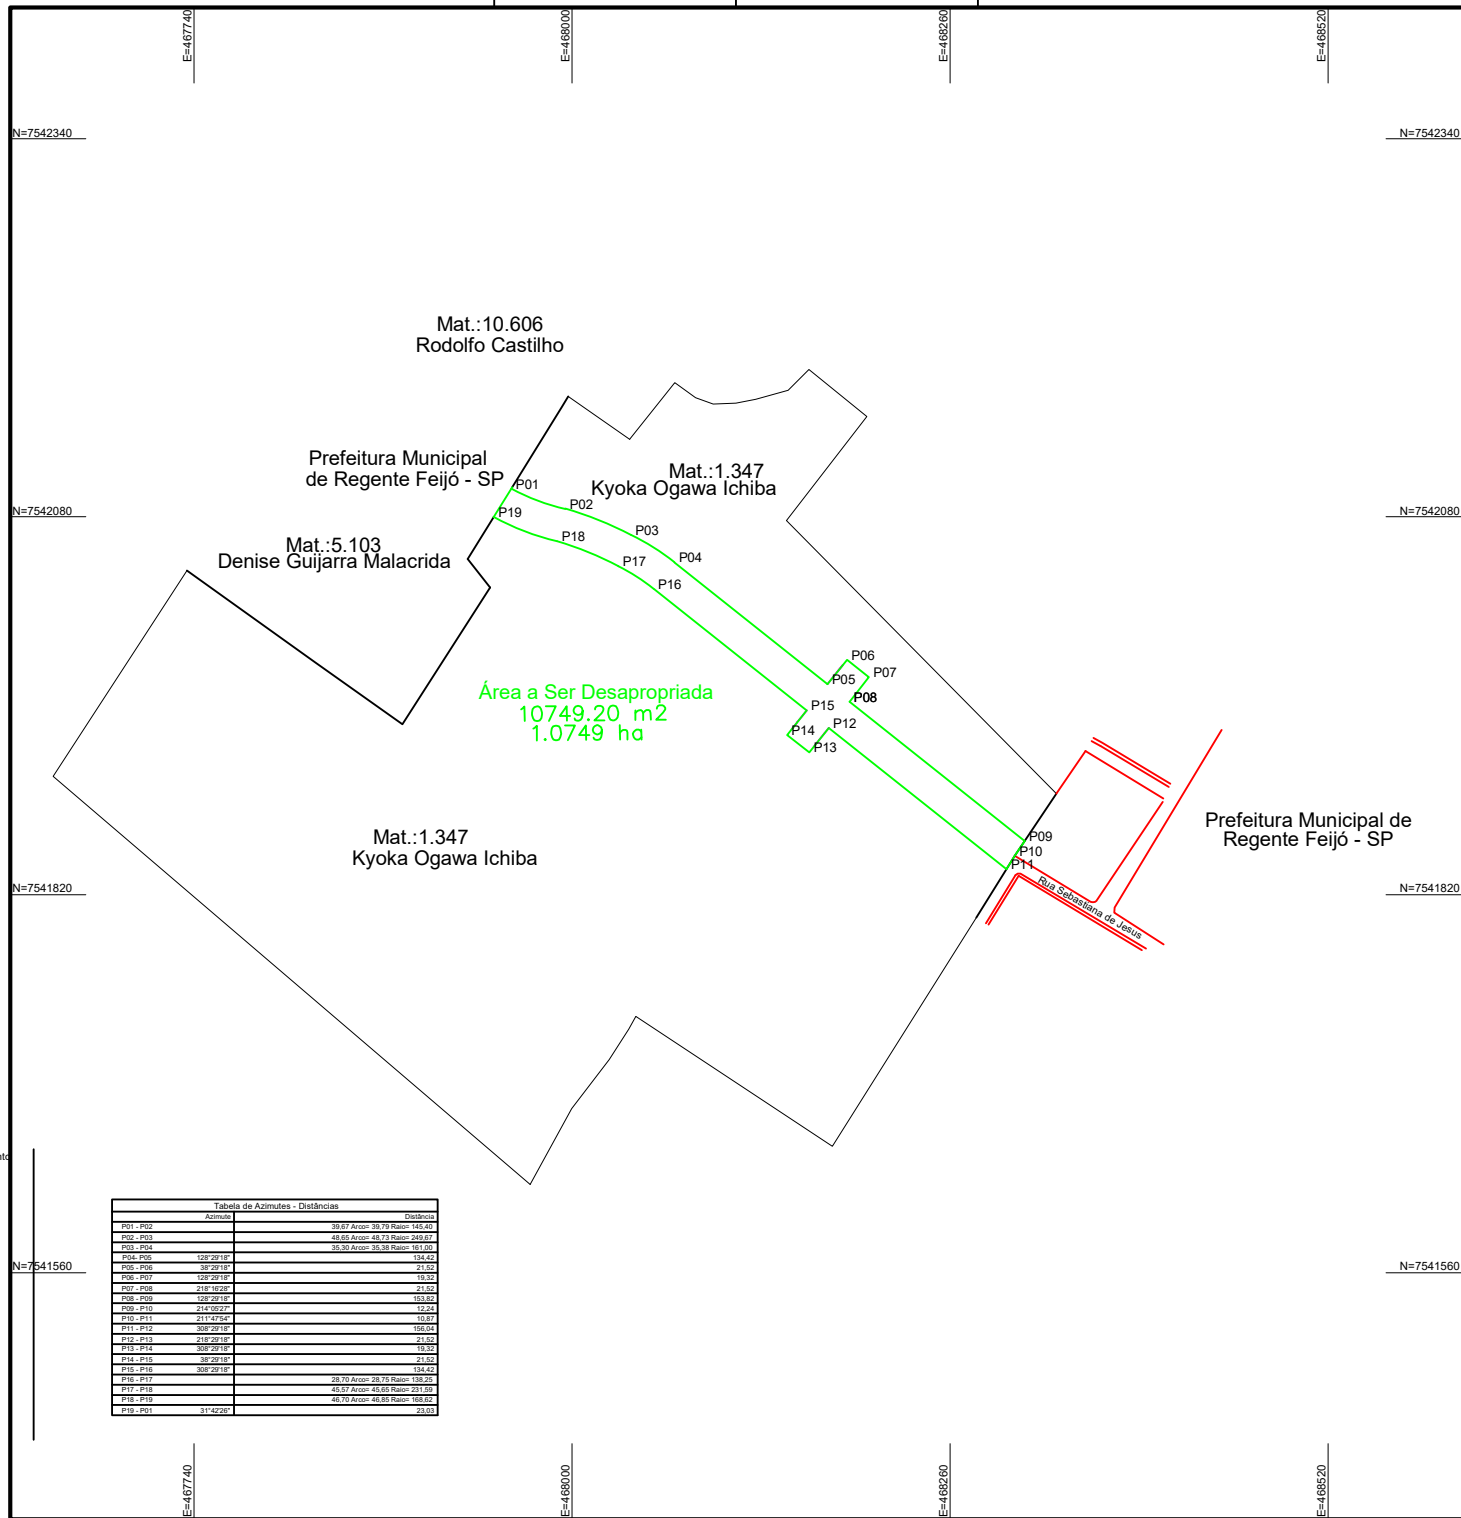 E=467740
E=468000
E=468260
E=468520
N=7542340
N=7542340
Mat.:10.606
Rodolfo Castilho
Prefeitura Municipal
de Regente Feijó - SP
Mat.:1.347
Kyoka Ogawa Ichiba
P01
P02
P19
P03
P18
P04
P17
P16
N=7542080
N=7542080
Mat.:5.103
Denise Guijarra Malacrida
P06
P07
P05
P08
P15
P12
P14
P13
Área a Ser Desapropriada
10749.20 m2
1.0749 ha
Mat.:1.347
Kyoka Ogawa Ichiba
P09
P10
P11
Prefeitura Municipal de
Regente Feijó - SP
Rua Sebastiana de Jesus
N=7541820
N=7541820
Tabela de Azimutes - Distâncias
Azimute Distância
P01 - P02 39,67 Arco= 39,79 Raio= 145,40
P02 - P03 48,65 Arco= 48,73 Raio= 249,67
P03 - P04 35,30 Arco= 35,38 Raio= 161,00
P04- P05 128°29'18" 134,42
P05 - P06 38°29'18" 21,52
P06 - P07 128°29'18" 19,32
P07 - P08 218°16'28" 21,52
P08 - P09 128°29'18" 153,82
P09 - P10 214°05'27" 12,24
P10 - P11 211°47'54" 10,87
P11 - P12 308°29'18" 156,04
P12 - P13 218°29'18" 21,52
P13 - P14 308°29'18" 19,32
P14 - P15 38°29'18" 21,52
P15 - P16 308°29'18" 134,42
P16 - P17 28,70 Arco= 28,75 Raio= 138,25
P17 - P18 45,57 Arco= 45,65 Raio= 231,59
P18 - P19 46,70 Arco= 46,85 Raio= 168,62
P19 - P01 31°42'26" 23,03
N=7541560
N=7541560
E=467740
E=468000
E=468260
E=468520